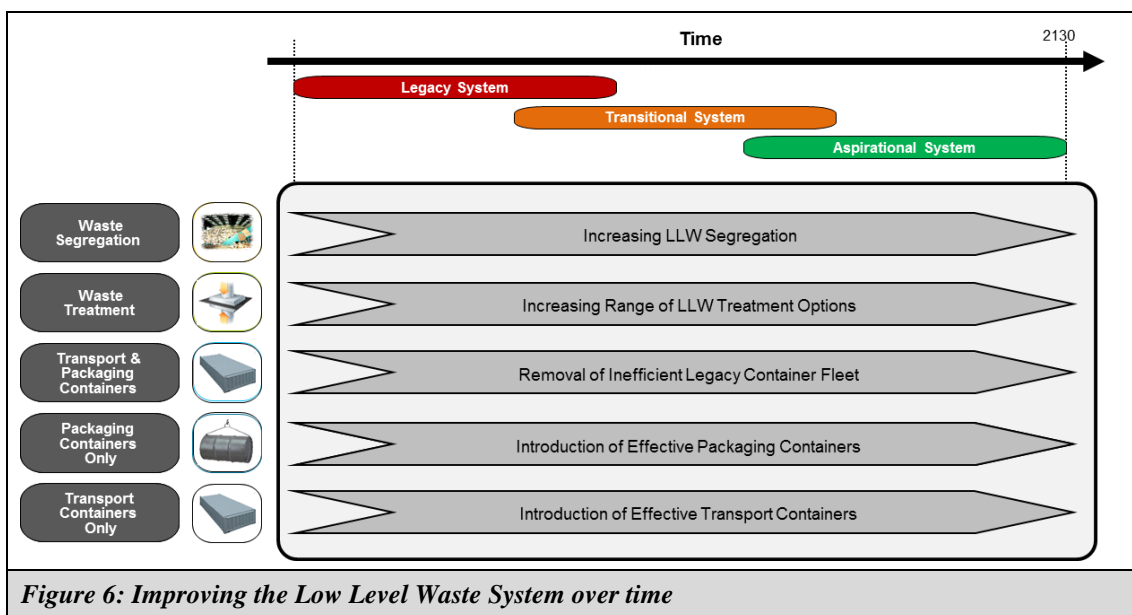 Time
2130
Legacy System
Transitional System
Aspirational System
Waste
Segregation
Increasing LLW Segregation
Waste
Treatment
Increasing Range of LLW Treatment Options
Transport &
Packaging
Containers
Removal of Inefficient Legacy Container Fleet
Packaging
Containers
Only
Introduction of Effective Packaging Containers
Transport
Containers
Only
Introduction of Effective Transport Containers
Figure 6: Improving the Low Level Waste System over time